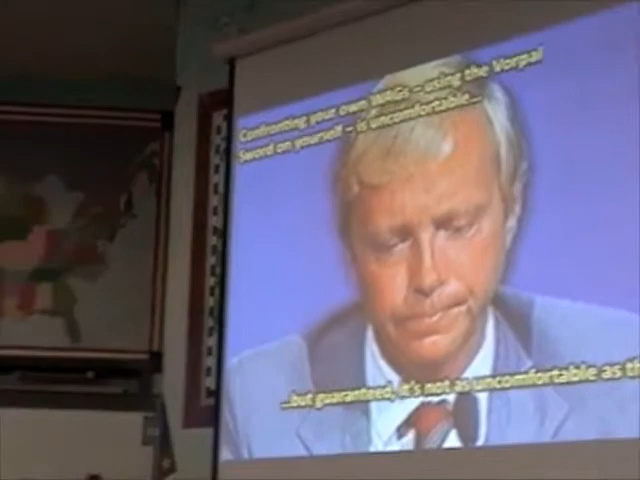 Confronting your own WAGs – using the Vorpal
Sword on yourself – is uncomfortable...
...but guaranteed, it's not as uncomfortable as th